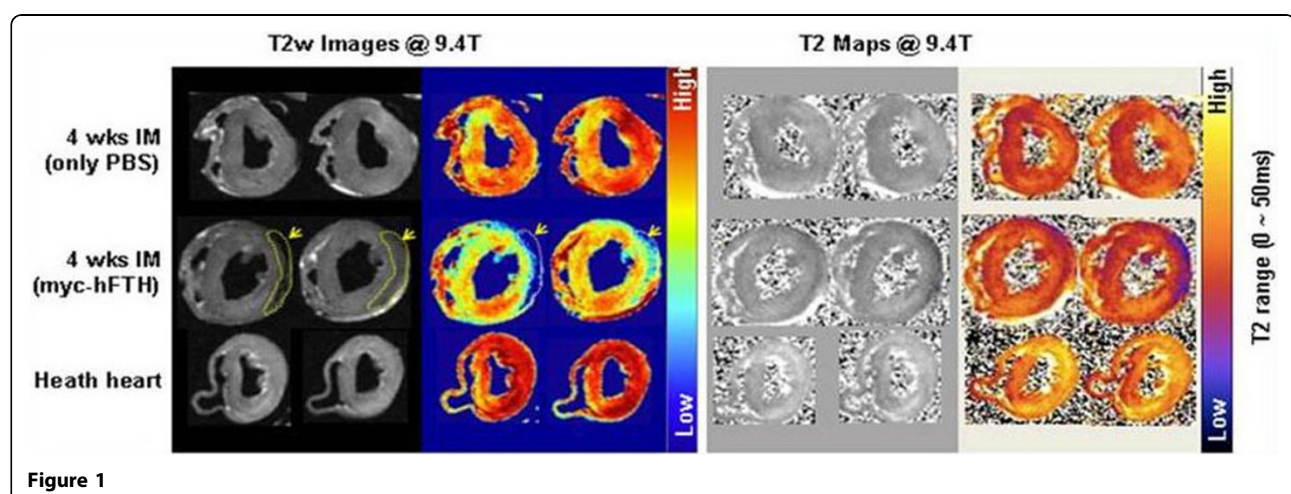 T2w Images @ 9.4T
T2 Maps @ 9.4T
4 wks IM
(only PBS)
4 wks IM
(myc-hFTH)
Heath heart
High
Low
High
Low
T2 range (0 ~ 50ms)
Figure 1